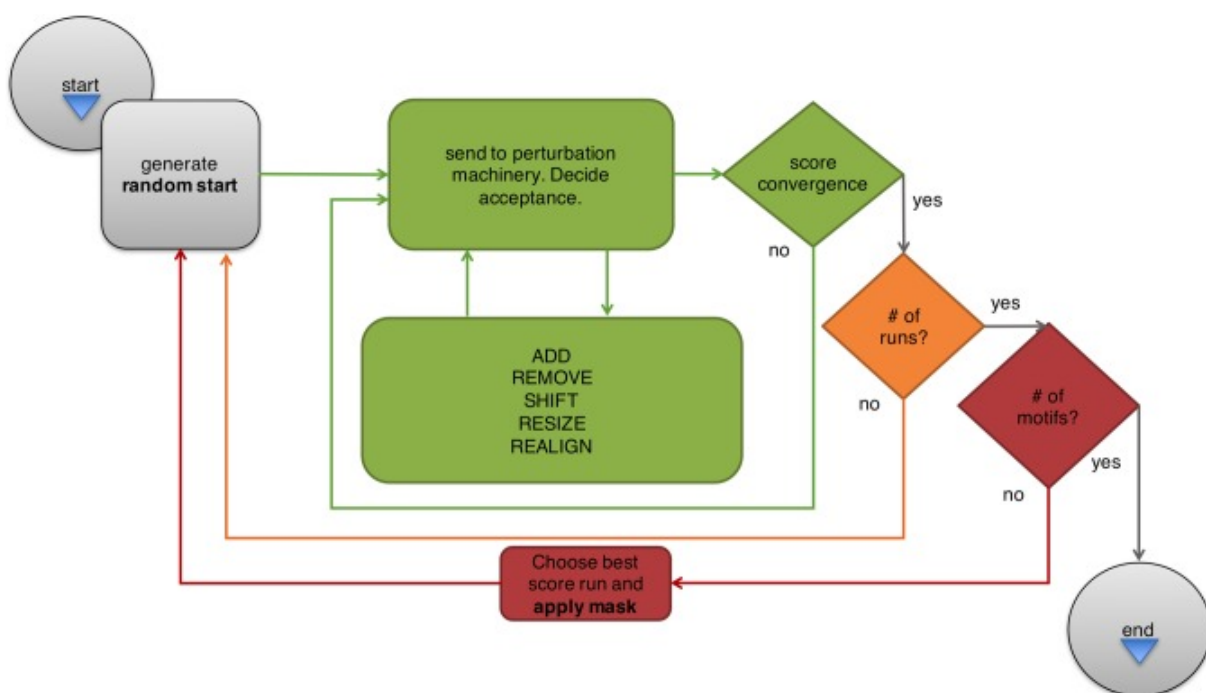 start
generate
random start
send to perturbation
machinery. Decide
acceptance.
score
convergence
yes
no
ADD
REMOVE
SHIFT
RESIZE
REALIGN
# of
runs?
yes
no
# of
motifs?
yes
no
Choose best
score run and
apply mask
end